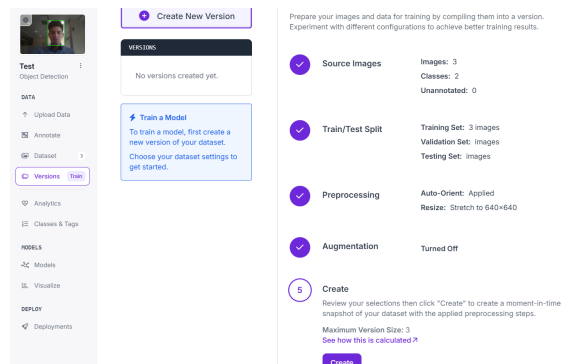 Test
Object Detection
DATA
Upload Data
Annotate
Dataset 3
Versions Train
Analytics
Classes & Tags
MODELS
Models
Visualize
DEPLOY
Deployments
Create New Version
VERSIONS
No versions created yet.
Train a Model
To train a model, first create a
new version of your dataset.
Choose your dataset settings to
get started.
Prepare your images and data for training by compiling them into a version.
Experiment with different configurations to achieve better training results.
Source Images
Images: 3
Classes: 2
Unannotated: 0
Train/Test Split
Training Set: 3 images
Validation Set: images
Testing Set: images
Preprocessing
Auto-Orient: Applied
Resize: Stretch to 640×640
Augmentation
Turned Off
5 Create
Review your selections then click "Create" to create a moment-in-time
snapshot of your dataset with the applied preprocessing steps.
Maximum Version Size: 3
See how this is calculated
Create